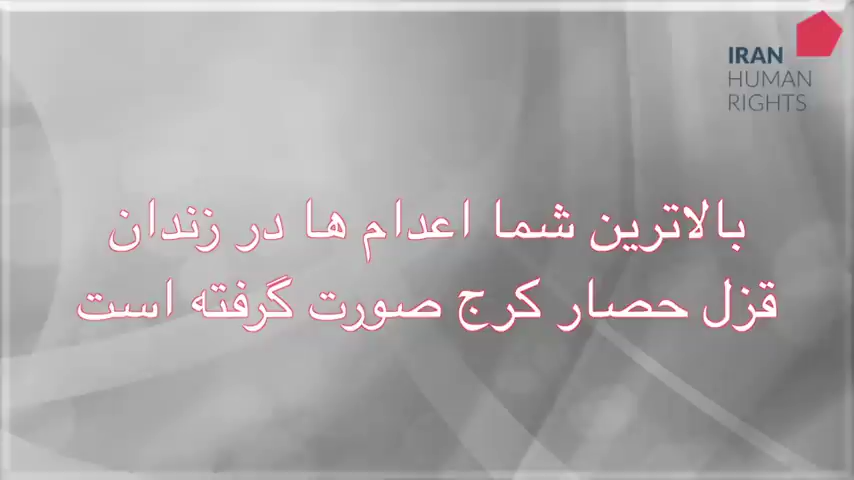 IRAN
HUMAN
RIGHTS
بالاترین شما اعدام ها در زندان
قزل حصار کرج صورت گرفته است